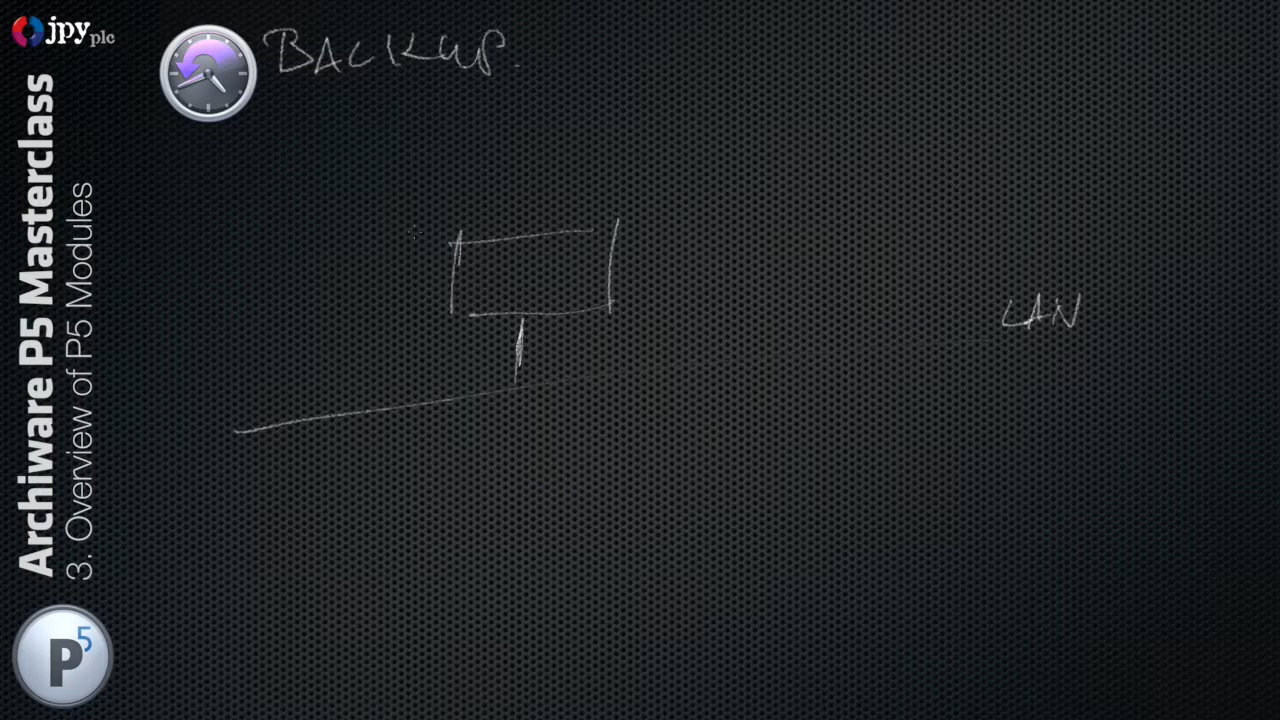 jpy plc
BACKUP.
Archiware P5 Masterclass
3. Overview of P5 Modules
LAN
P5